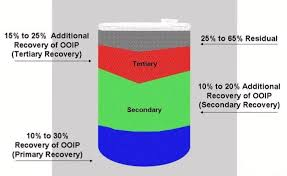 15% to 25% Additional
Recovery of OOIP
(Tertiary Recovery)
25% to 65% Residual
Tertiary
10% to 20% Additional
Recovery of OOIP
(Secondary Recovery)
Secondary
10% to 30%
Recovery of OOIP
(Primary Recovery)